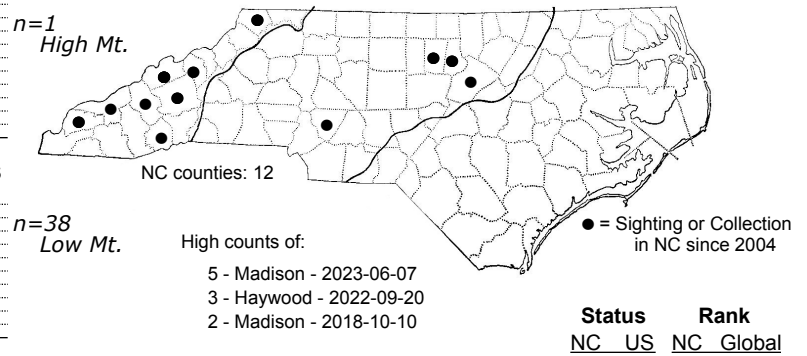 n=1
High Mt.
NC counties: 12
n=38
Low Mt.
High counts of:
5 - Madison - 2023-06-07
3 - Haywood - 2022-09-20
2 - Madison - 2018-10-10
● = Sighting or Collection
in NC since 2004
Status Rank
NC US NC Global